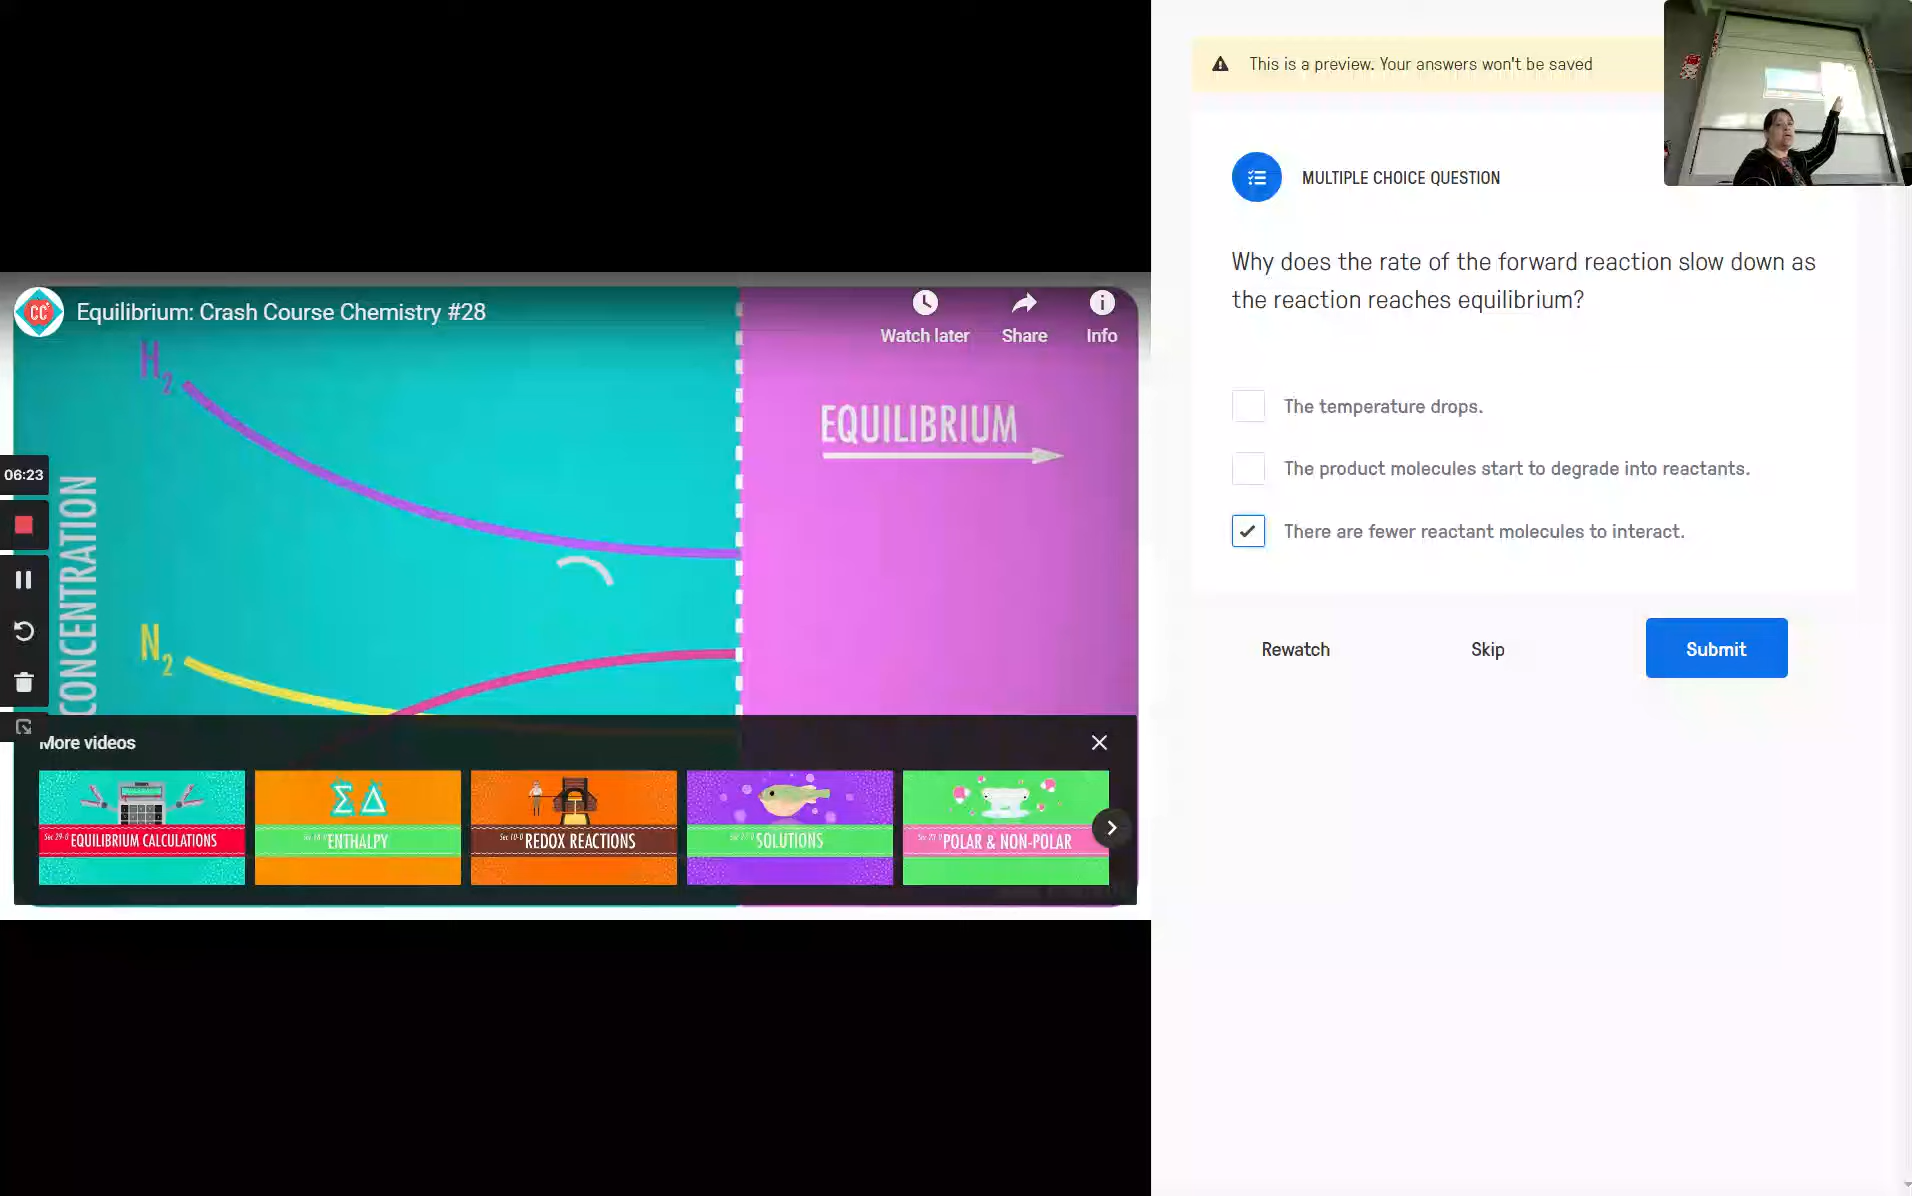 This is a preview. Your answers won't be saved
MULTIPLE CHOICE QUESTION
Why does the rate of the forward reaction slow down as
the reaction reaches equilibrium?
The temperature drops.
The product molecules start to degrade into reactants.
There are fewer reactant molecules to interact.
Rewatch
Skip
Submit
CC
Equilibrium: Crash Course Chemistry #28
Watch later
Share
Info
H2
EQUILIBRIUM
06:23
CONCENTRATION
N2
More videos
EQUILIBRIUM CALCULATIONS
ΣΔ
ENTHALPY
REDOX REACTIONS
SOLUTIONS
POLAR & NON-POLAR